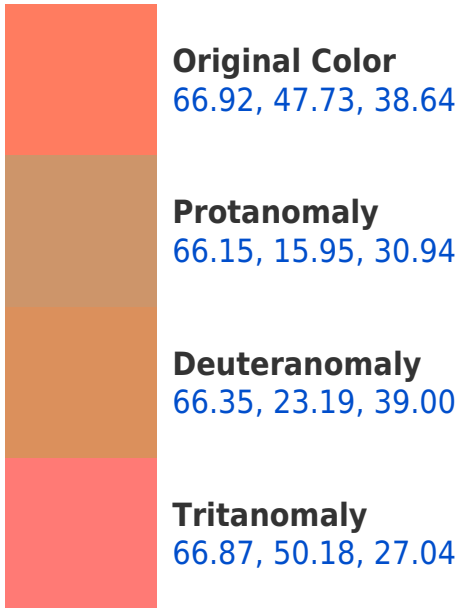 Original Color
66.92, 47.73, 38.64
Protanomaly
66.15, 15.95, 30.94
Deuteranomaly
66.35, 23.19, 39.00
Tritanomaly
66.87, 50.18, 27.04